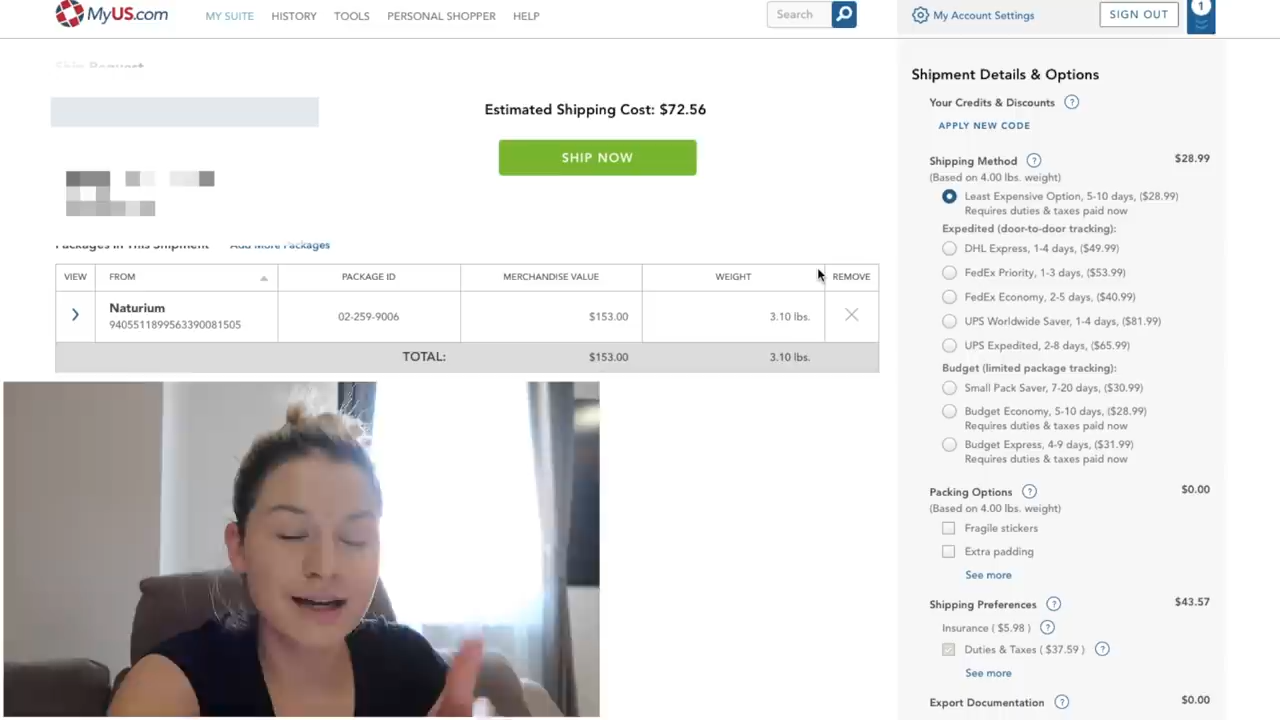 MyUS.com
MY SUITE HISTORY TOOLS PERSONAL SHOPPER HELP
Search
My Account Settings
SIGN OUT
1
Ship Request
Estimated Shipping Cost: $72.56
SHIP NOW
Packages In This Shipment Add More Packages
VIEW FROM PACKAGE ID MERCHANDISE VALUE WEIGHT REMOVE
Naturium
9405511899563390081505
02-259-9006 $153.00 3.10 lbs.
TOTAL: $153.00 3.10 lbs.
Shipment Details & Options
Your Credits & Discounts ?
APPLY NEW CODE
Shipping Method ? $28.99
(Based on 4.00 lbs. weight)
Least Expensive Option, 5-10 days, ($28.99)
Requires duties & taxes paid now
Expedited (door-to-door tracking):
DHL Express, 1-4 days, ($49.99)
FedEx Priority, 1-3 days, ($53.99)
FedEx Economy, 2-5 days, ($40.99)
UPS Worldwide Saver, 1-4 days, ($81.99)
UPS Expedited, 2-8 days, ($65.99)
Budget (limited package tracking):
Small Pack Saver, 7-20 days, ($30.99)
Budget Economy, 5-10 days, ($28.99)
Requires duties & taxes paid now
Budget Express, 4-9 days, ($31.99)
Requires duties & taxes paid now
Packing Options ? $0.00
(Based on 4.00 lbs. weight)
Fragile stickers
Extra padding
See more
Shipping Preferences ? $43.57
Insurance ( $5.98 ) ?
Duties & Taxes ( $37.59 ) ?
See more
Export Documentation ? $0.00